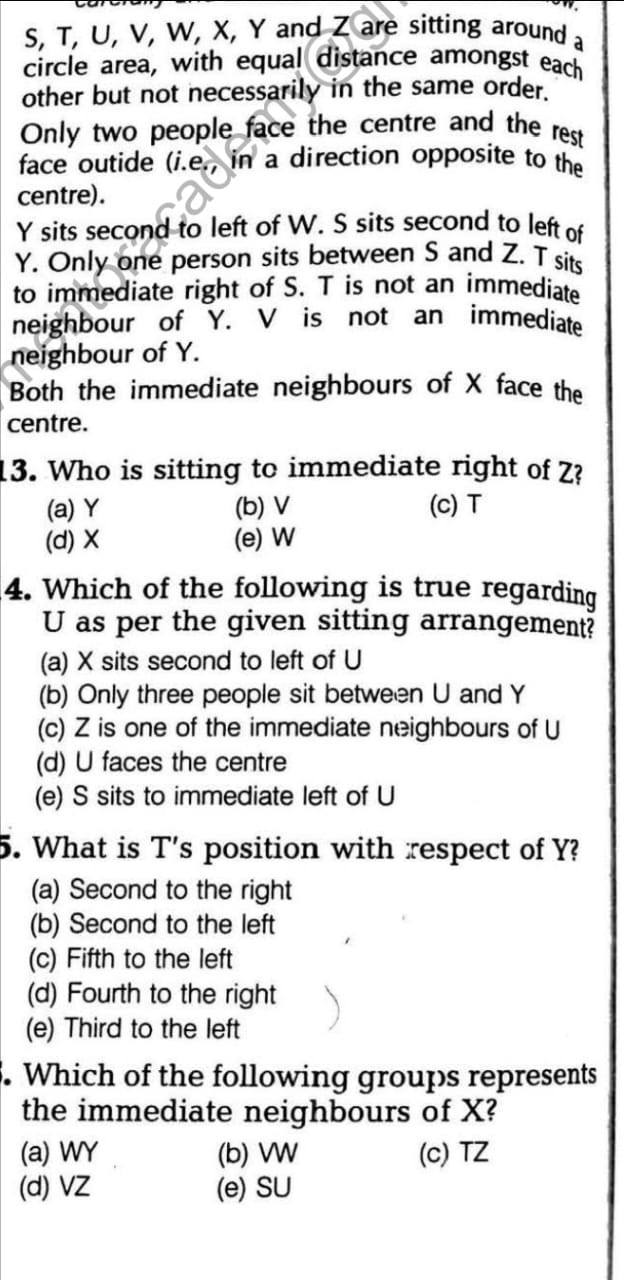 S, T, U, V, W, X, Y and Z are sitting around a
circle area, with equal distance amongst each
other but not necessarily in the same order.
Only two people face the centre and the rest
face outide (i.e., in a direction opposite to the
centre).
Y sits second to left of W. S sits second to left of
Y. Only one person sits between S and Z. T sits
to immediate right of S. T is not an immediate
neighbour of Y. V is not an immediate
neighbour of Y.
Both the immediate neighbours of X face the
centre.
13. Who is sitting to immediate right of Z?
(a) Y (b) V (c) T
(d) X (e) W
4. Which of the following is true regarding
U as per the given sitting arrangement?
(a) X sits second to left of U
(b) Only three people sit between U and Y
(c) Z is one of the immediate neighbours of U
(d) U faces the centre
(e) S sits to immediate left of U
5. What is T's position with respect of Y?
(a) Second to the right
(b) Second to the left
(c) Fifth to the left
(d) Fourth to the right
(e) Third to the left
. Which of the following groups represents
the immediate neighbours of X?
(a) WY (b) VW (c) TZ
(d) VZ (e) SU